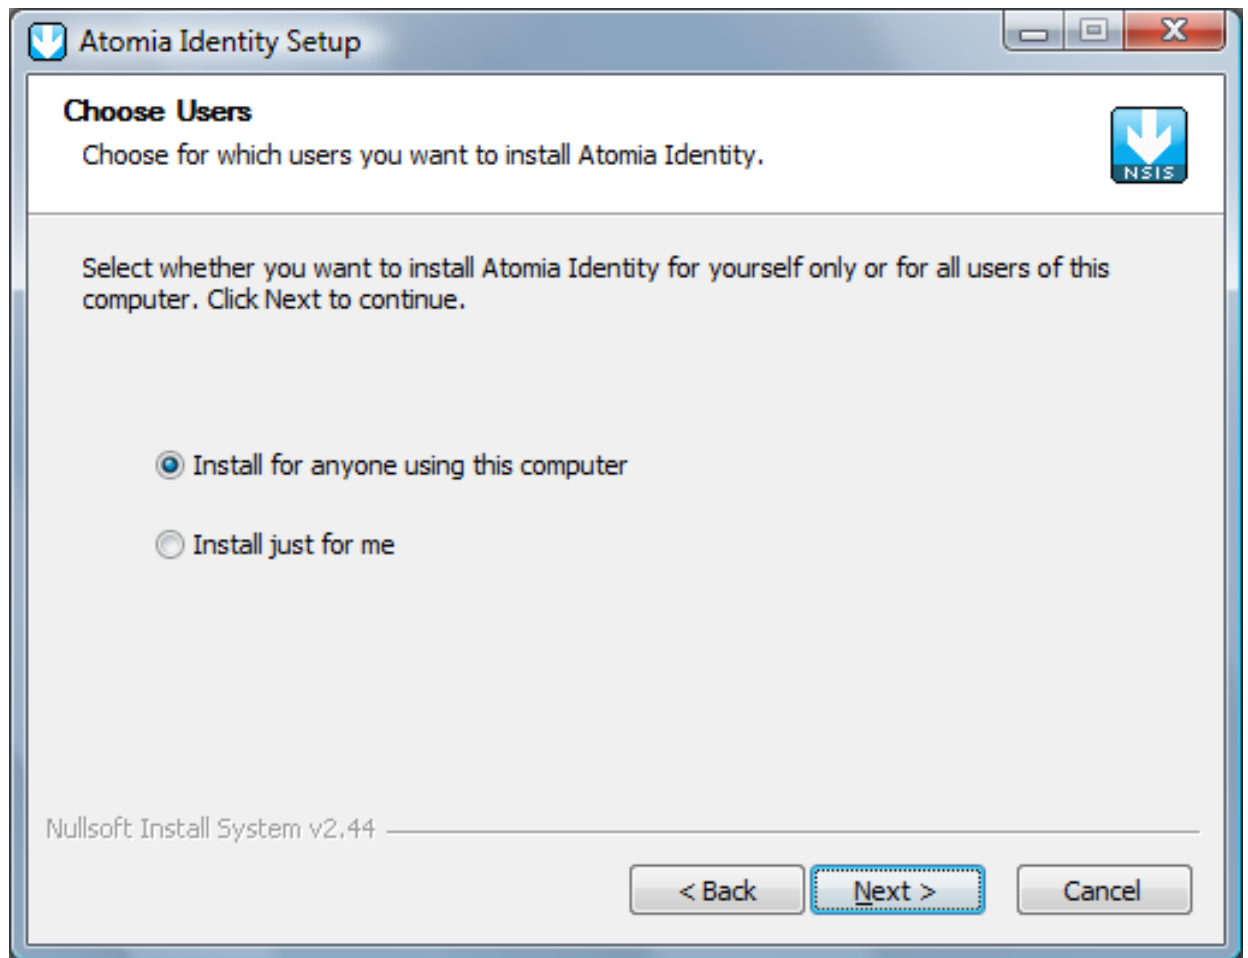 Atomia Identity Setup
Choose Users
Choose for which users you want to install Atomia Identity.
NSIS
Select whether you want to install Atomia Identity for yourself only or for all users of this
computer. Click Next to continue.
Install for anyone using this computer
Install just for me
Nullsoft Install System v2.44
< Back Next > Cancel